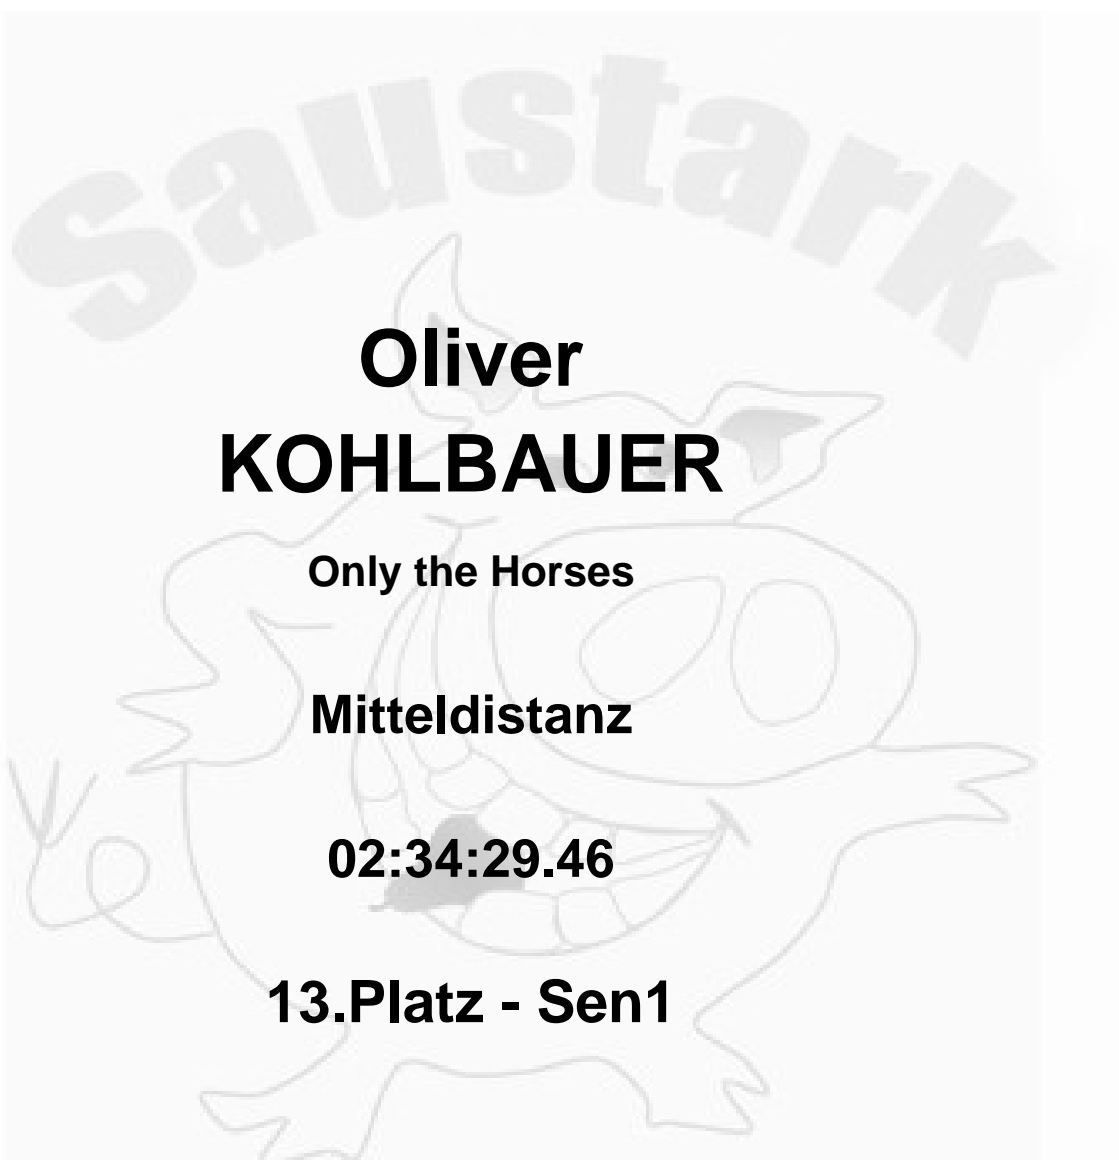 Saustark
Oliver
KOHLBAUER
Only the Horses
Mitteldistanz
02:34:29.46
13.Platz - Sen1